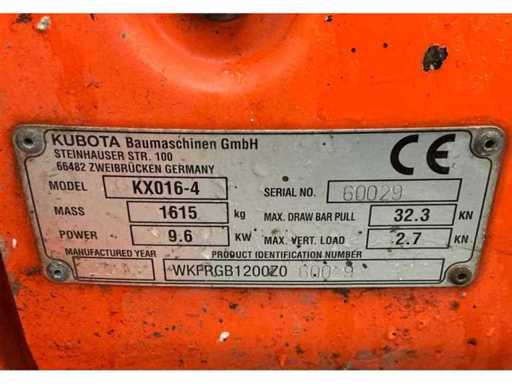 KUBOTA Baumaschinen GmbH
STEINHAUSER STR. 100
66482 ZWEIBRÜCKEN GERMANY
CE
MODEL KX016-4 SERIAL NO. 60029
MASS 1615 kg MAX. DRAW BAR PULL 32.3 KN
POWER 9.6 KW MAX. VERT. LOAD 2.7 KN
MANUFACTURED YEAR PRODUCT IDENTIFICATION NUMBER
WKFRGB1200Z0 60029